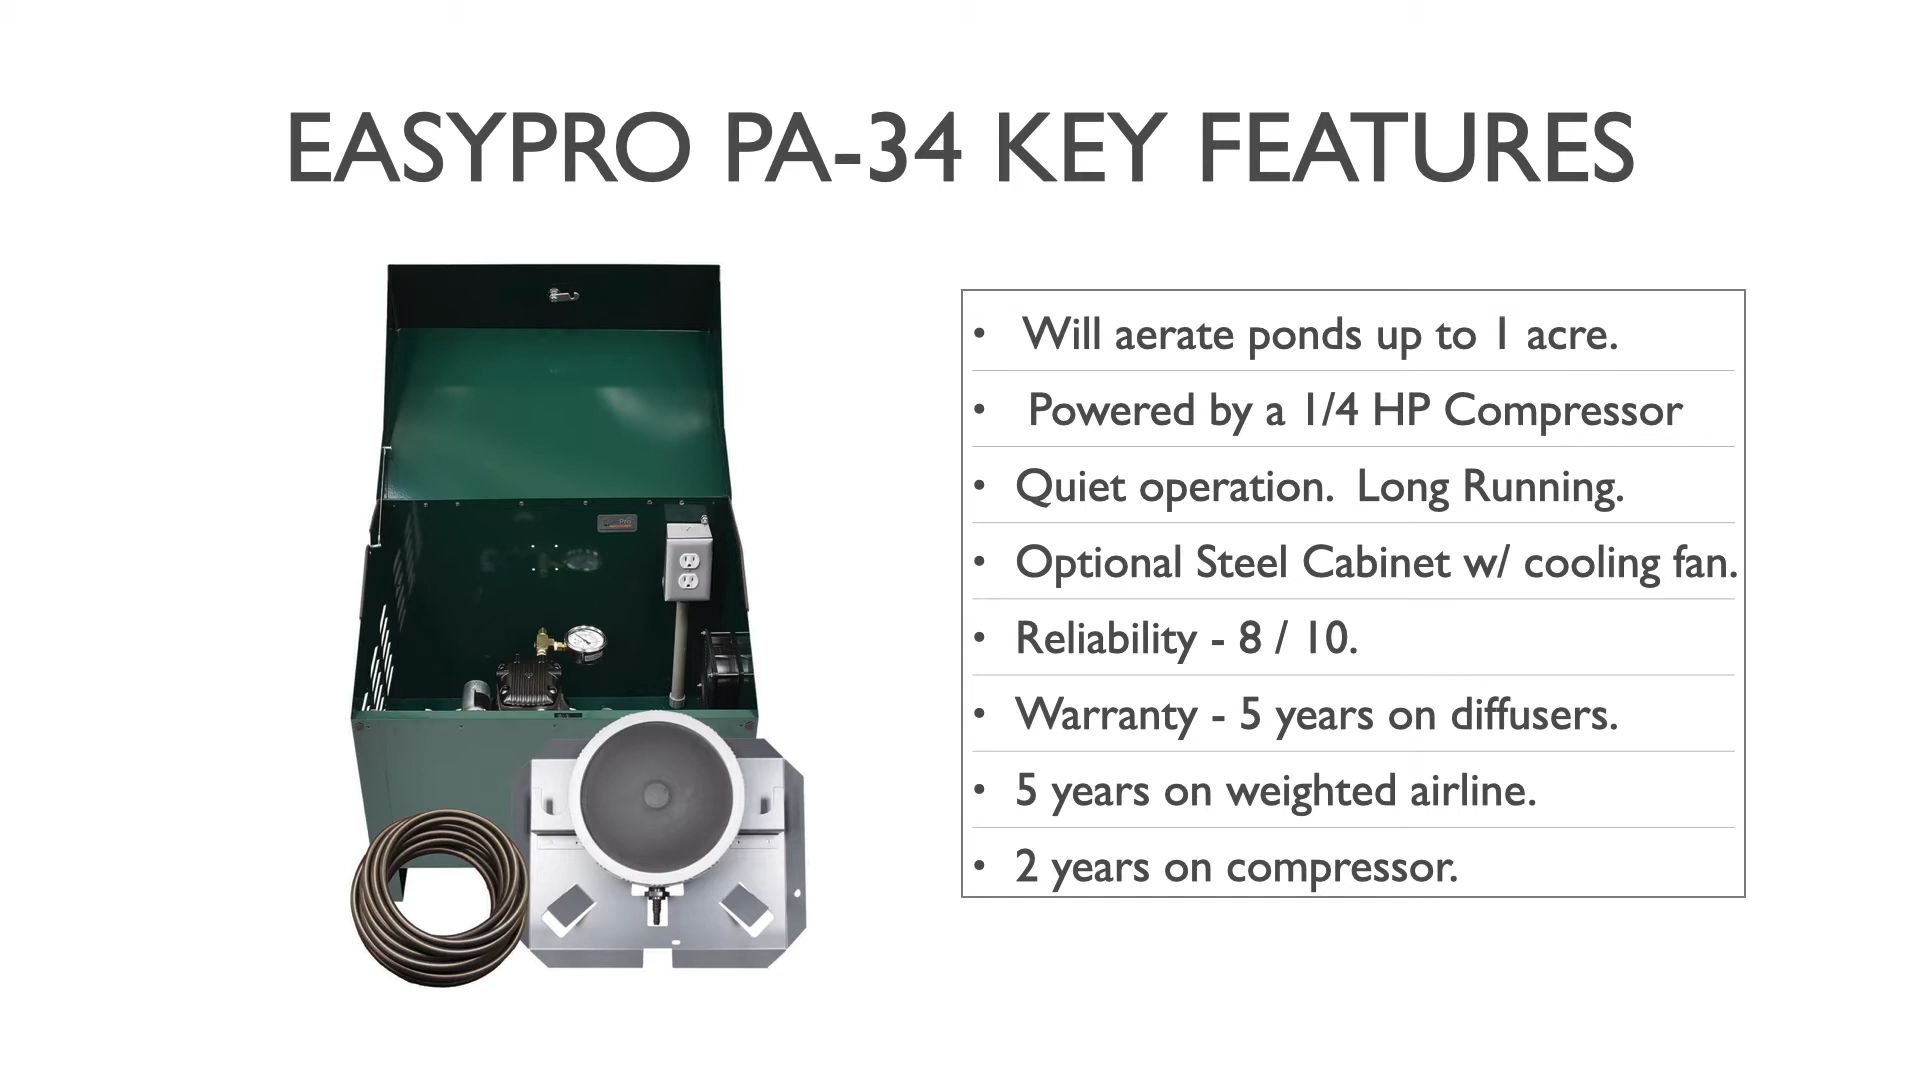 EASYPRO PA-34 KEY FEATURES
• Will aerate ponds up to 1 acre.
• Powered by a 1/4 HP Compressor
• Quiet operation. Long Running.
• Optional Steel Cabinet w/ cooling fan.
• Reliability - 8 / 10.
• Warranty - 5 years on diffusers.
• 5 years on weighted airline.
• 2 years on compressor.